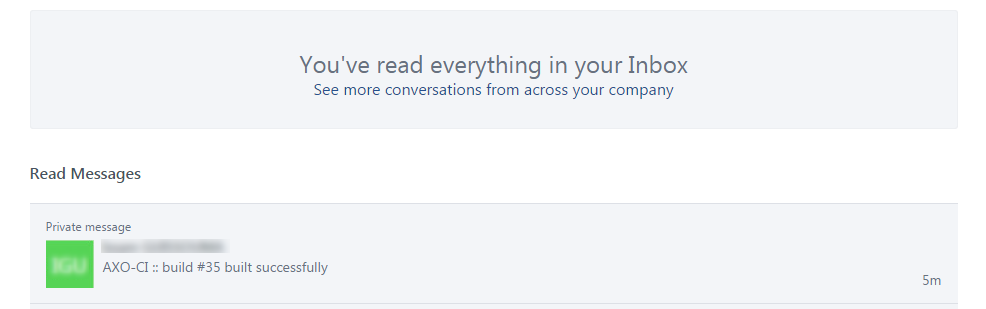 You've read everything in your Inbox
See more conversations from across your company
Read Messages
Private message
IGU
AXO-CI :: build #35 built successfully
5m